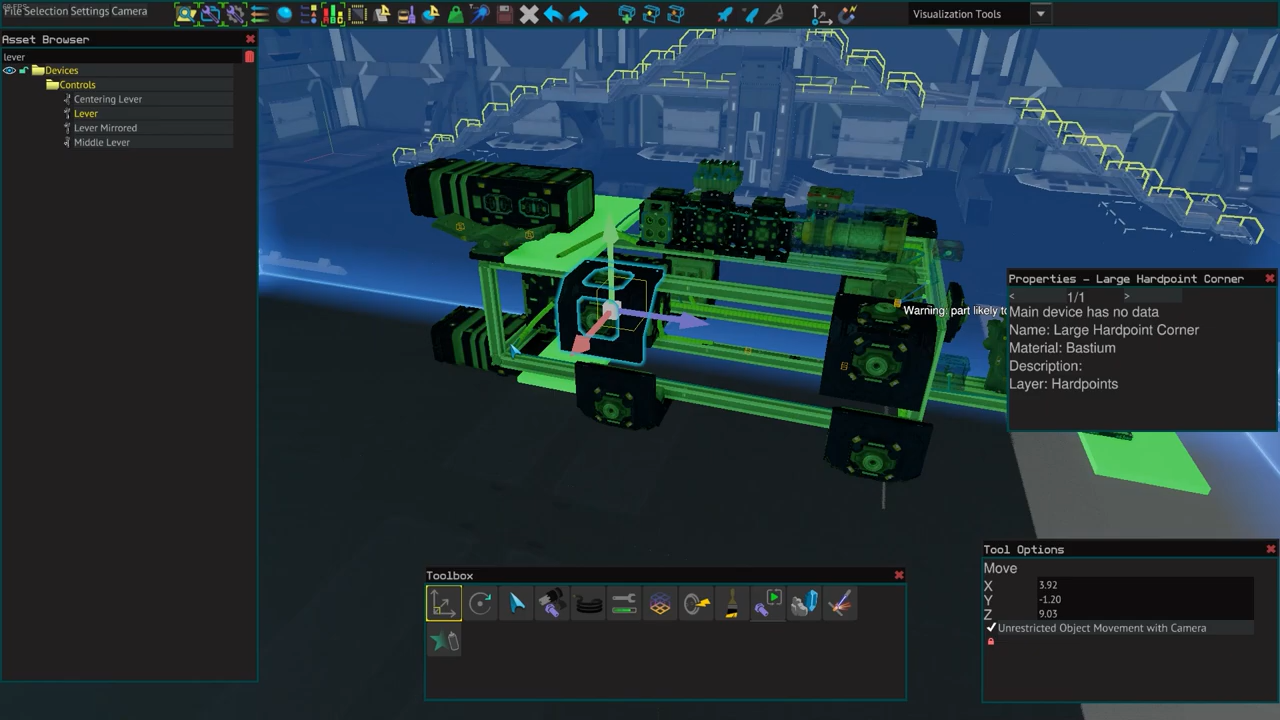 File Selection Settings Camera
Visualization Tools
Asset Browser
lever
Devices
Controls
Centering Lever
Lever
Lever Mirrored
Middle Lever
Properties - Large Hardpoint Corner
< 1/1 >
Warning: part likely to
Main device has no data
Name: Large Hardpoint Corner
Material: Bastium
Description:
Layer: Hardpoints
Toolbox
Tool Options
Move
X 3.92
Y -1.20
Z 9.03
Unrestricted Object Movement with Camera